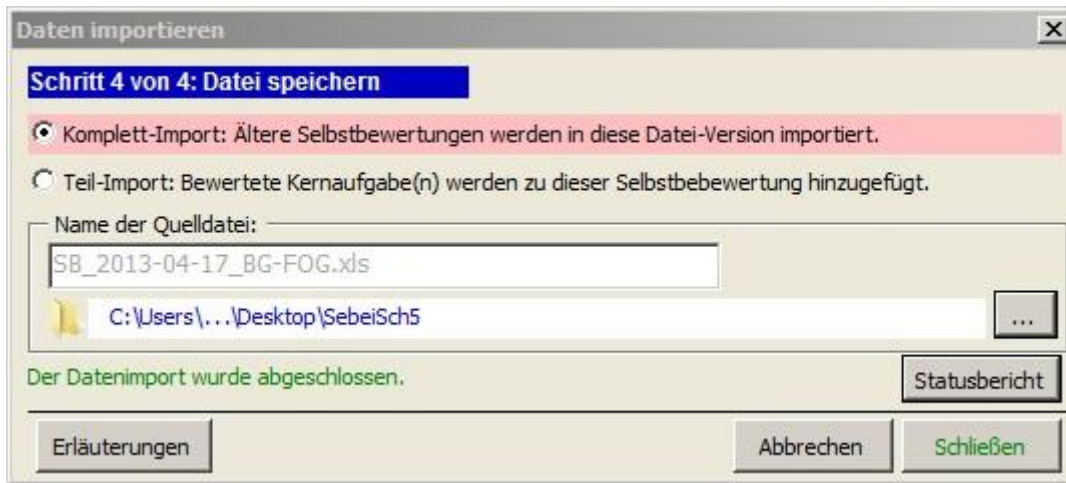 Daten importieren
Schritt 4 von 4: Datei speichern
Komplett-Import: Ältere Selbstbewertungen werden in diese Datei-Version importiert.
Teil-Import: Bewertete Kernaufgabe(n) werden zu dieser Selbstbebewertung hinzugefügt.
Name der Quelldatei:
SB_2013-04-17_BG-FOG.xls
C:\Users\...\Desktop\SebeiSch5
...
Der Datenimport wurde abgeschlossen.
Statusbericht
Erläuterungen
Abbrechen
Schließen